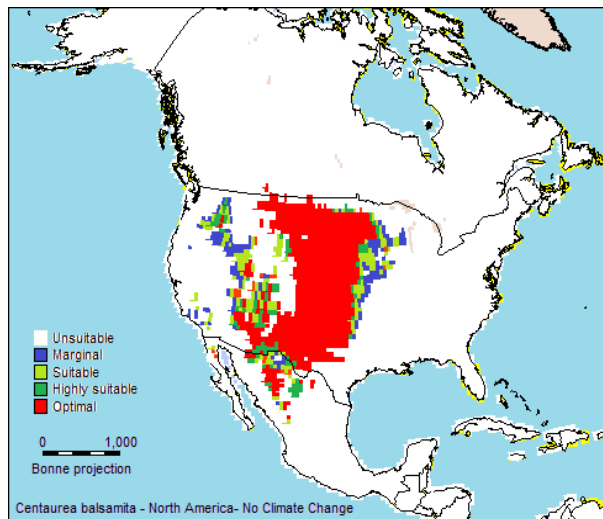 Unsuitable
Marginal
Suitable
Highly suitable
Optimal
0 1,000
Bonne projection
Centaurea balsamita - North America- No Climate Change